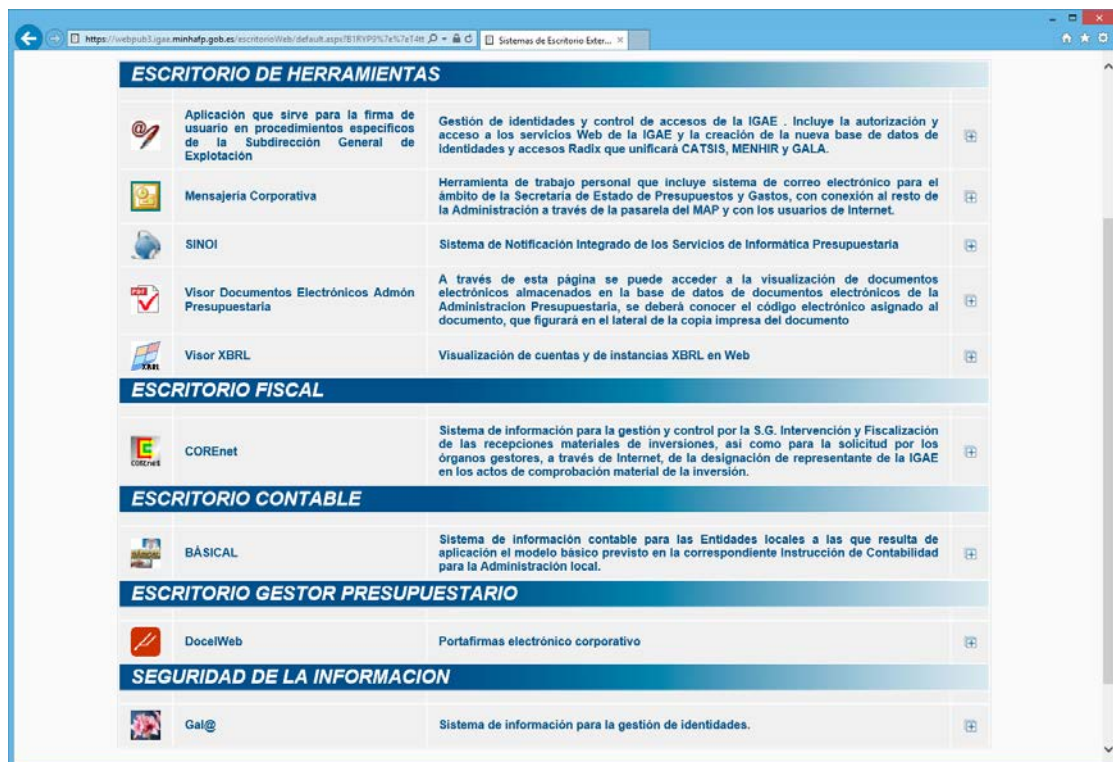 https://webpub3.igae.minhafp.gob.es/escritorioWeb/default.aspx?
Sistemas de Escritorio Exter...
ESCRITORIO DE HERRAMIENTAS
Aplicación que sirve para la firma de
usuario en procedimientos específicos
de la Subdirección General de
Explotación
Gestión de identidades y control de accesos de la IGAE . Incluye la autorización y
acceso a los servicios Web de la IGAE y la creación de la nueva base de datos de
identidades y accesos Radix que unificará CATSIS, MENHIR y GALA.
Mensajería Corporativa
Herramienta de trabajo personal que incluye sistema de correo electrónico para el
ámbito de la Secretaría de Estado de Presupuestos y Gastos, con conexión al resto de
la Administración a través de la pasarela del MAP y con los usuarios de Internet.
SINOI
Sistema de Notificación Integrado de los Servicios de Informática Presupuestaria
PDF
Visor Documentos Electrónicos Admón
Presupuestaria
A través de esta página se puede acceder a la visualización de documentos
electrónicos almacenados en la base de datos de documentos electrónicos de la
Administracion Presupuestaria, se deberá conocer el código electrónico asignado al
documento, que figurará en el lateral de la copia impresa del documento
XBRL
Visor XBRL
Visualización de cuentas y de instancias XBRL en Web
ESCRITORIO FISCAL
COREnet
COREnet
Sistema de información para la gestión y control por la S.G. Intervención y Fiscalización
de las recepciones materiales de inversiones, así como para la solicitud por los
órganos gestores, a través de Internet, de la designación de representante de la IGAE
en los actos de comprobación material de la inversión.
ESCRITORIO CONTABLE
BÁSICAL
Sistema de información contable para las Entidades locales a las que resulta de
aplicación el modelo básico previsto en la correspondiente Instrucción de Contabilidad
para la Administración local.
ESCRITORIO GESTOR PRESUPUESTARIO
DocelWeb
Portafirmas electrónico corporativo
SEGURIDAD DE LA INFORMACION
Gal@
Sistema de información para la gestión de identidades.